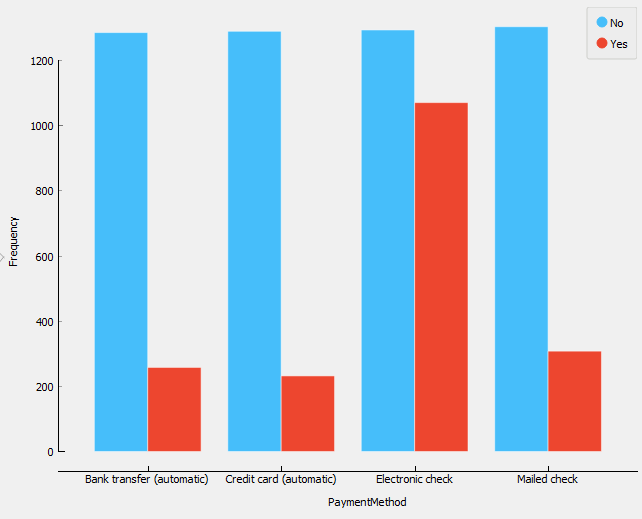 No
Yes
1200
1000
800
600
400
200
0
Frequency
Bank transfer (automatic) Credit card (automatic) Electronic check Mailed check
PaymentMethod